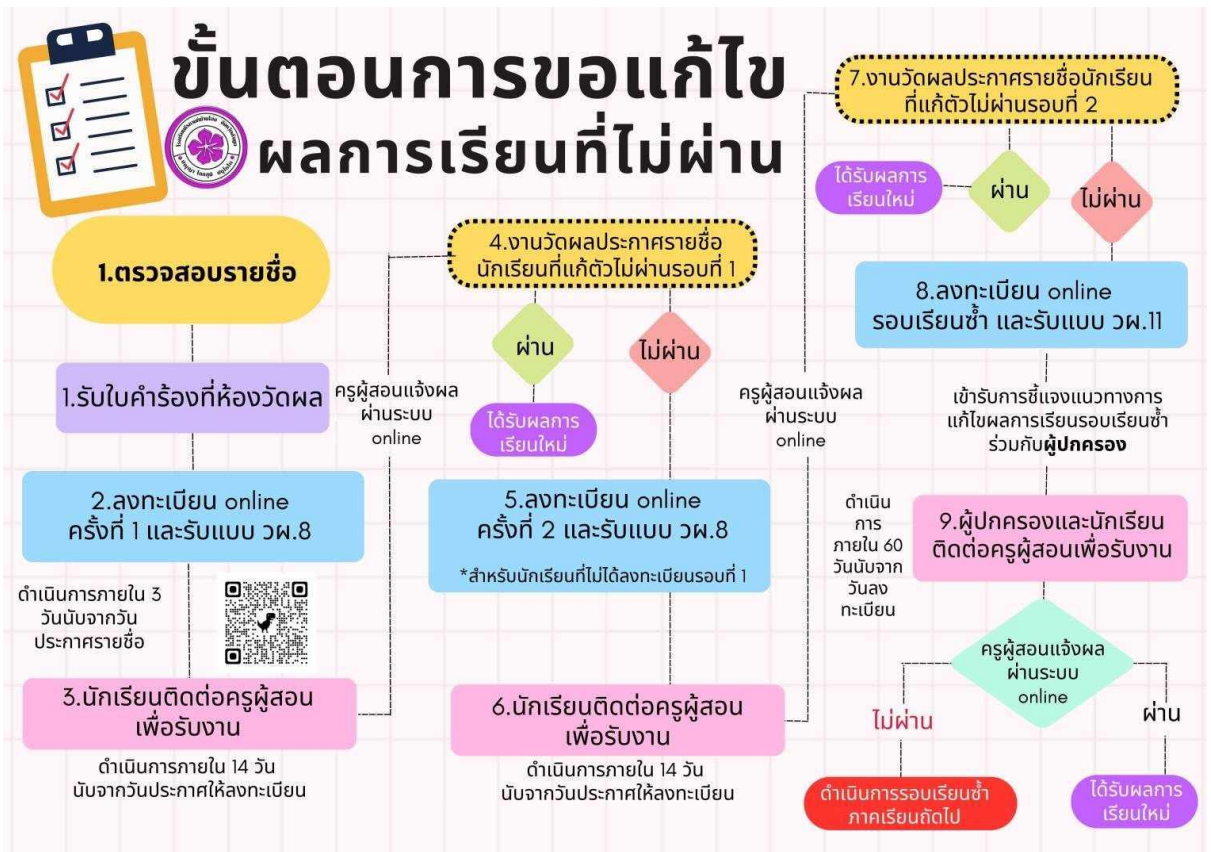 ขั้นตอนการขอแก้ไข
ผลการเรียนที่ไม่ผ่าน
1.ตรวจสอบรายชื่อ
1.รับใบคำร้องที่ห้องวัดผล
2.ลงทะเบียน online
ครั้งที่ 1 และรับแบบ วผ.8
ดำเนินการภายใน 3
วันนับจากวัน
ประกาศรายชื่อ
3.นักเรียนติดต่อครูผู้สอน
เพื่อรับงาน
ดำเนินการภายใน 14 วัน
นับจากวันประกาศให้ลงทะเบียน
ครูผู้สอนแจ้งผล
ผ่านระบบ
online
4.งานวัดผลประกาศรายชื่อ
นักเรียนที่แก้ตัวไม่ผ่านรอบที่ 1
ผ่าน
ไม่ผ่าน
ได้รับผลการ
เรียนใหม่
5.ลงทะเบียน online
ครั้งที่ 2 และรับแบบ วผ.8
*สำหรับนักเรียนที่ไม่ได้ลงทะเบียนรอบที่ 1
6.นักเรียนติดต่อครูผู้สอน
เพื่อรับงาน
ดำเนินการภายใน 14 วัน
นับจากวันประกาศให้ลงทะเบียน
ครูผู้สอนแจ้งผล
ผ่านระบบ
online
7.งานวัดผลประกาศรายชื่อนักเรียน
ที่แก้ตัวไม่ผ่านรอบที่ 2
ได้รับผลการ
เรียนใหม่
ผ่าน
ไม่ผ่าน
8.ลงทะเบียน online
รอบเรียนซ้ำ และรับแบบ วผ.11
เข้ารับการชี้แจงแนวทางการ
แก้ไขผลการเรียนรอบเรียนซ้ำ
ร่วมกับผู้ปกครอง
ดำเนิน
การ
ภายใน 60
วันนับจาก
วันลง
ทะเบียน
9.ผู้ปกครองและนักเรียน
ติดต่อครูผู้สอนเพื่อรับงาน
ครูผู้สอนแจ้งผล
ผ่านระบบ
online
ไม่ผ่าน
ผ่าน
ดำเนินการรอบเรียนซ้ำ
ภาคเรียนถัดไป
ได้รับผลการ
เรียนใหม่